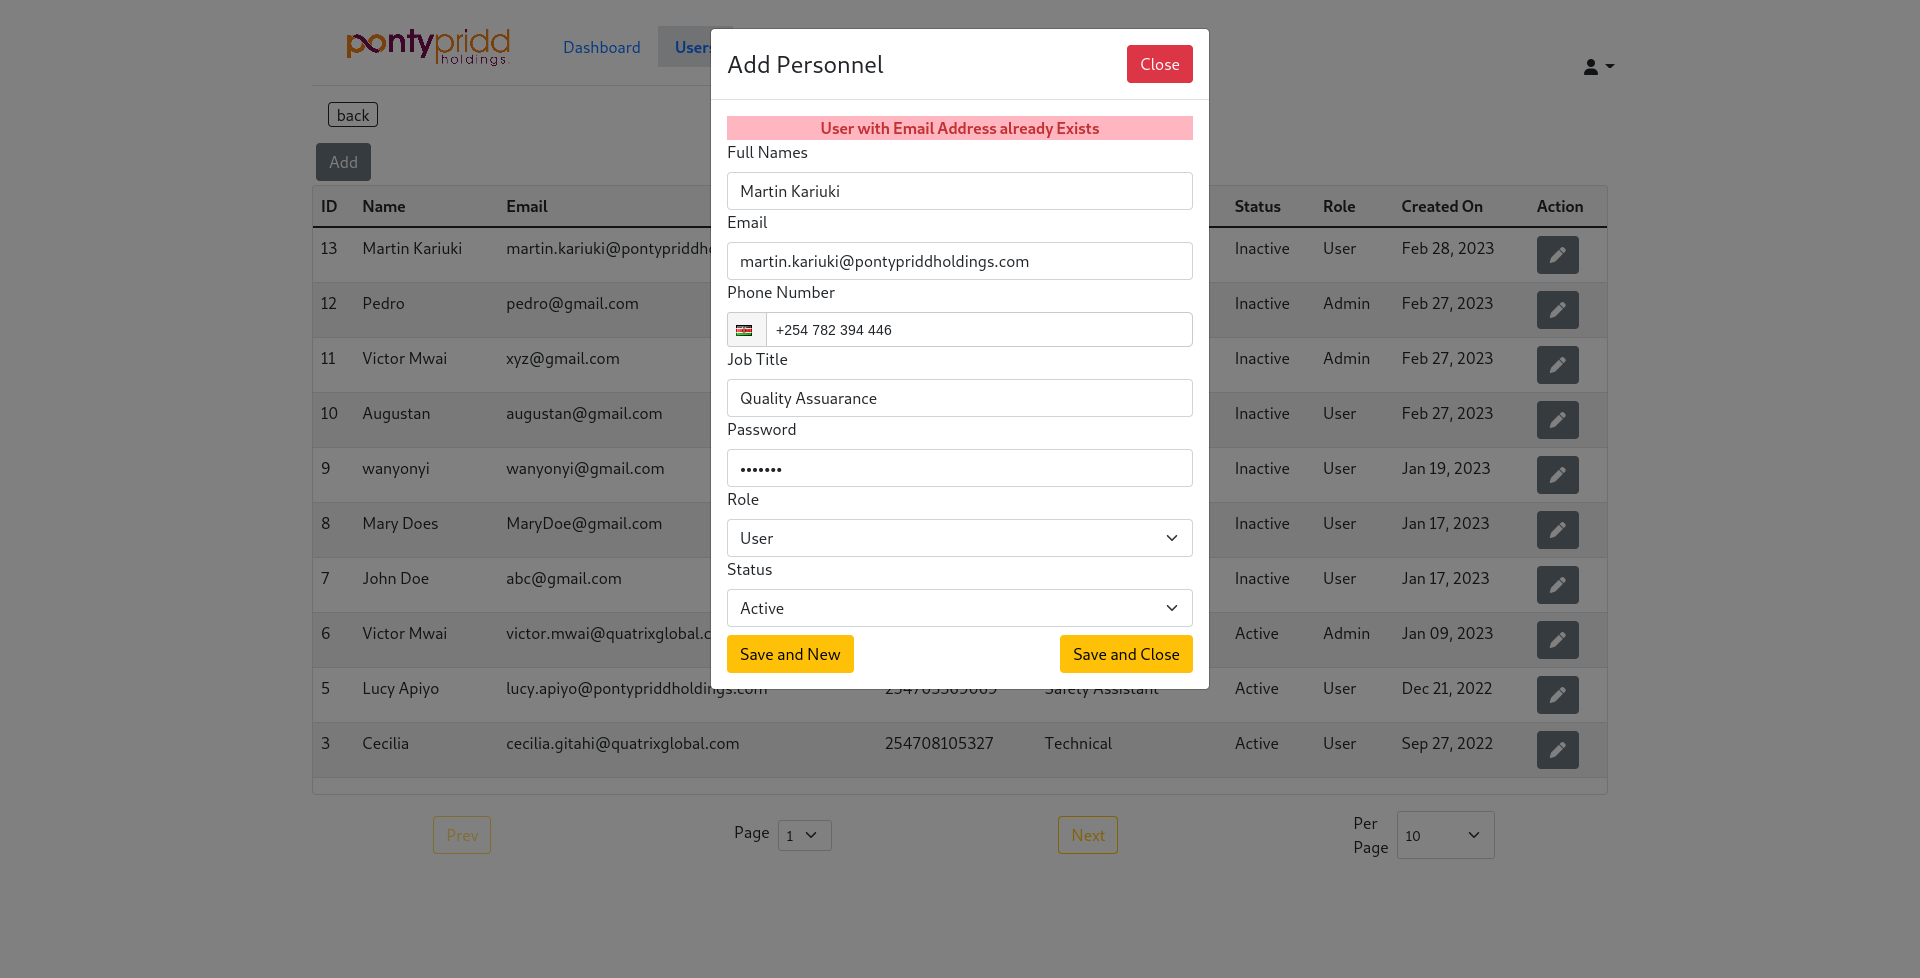 pontypridd
holdings.
Dashboard
Users
back
Add
Add Personnel
Close
User with Email Address already Exists
Full Names
Martin Kariuki
Email
martin.kariuki@pontypriddholdings.com
Phone Number
+254 782 394 446
Job Title
Quality Assuarance
Password
•••••••
Role
User
Status
Active
Save and New
Save and Close
ID Name Email Status Role Created On Action
13 Martin Kariuki martin.kariuki@pontypriddh Inactive User Feb 28, 2023
12 Pedro pedro@gmail.com Inactive Admin Feb 27, 2023
11 Victor Mwai xyz@gmail.com Inactive Admin Feb 27, 2023
10 Augustan augustan@gmail.com Inactive User Feb 27, 2023
9 wanyonyi wanyonyi@gmail.com Inactive User Jan 19, 2023
8 Mary Does MaryDoe@gmail.com Inactive User Jan 17, 2023
7 John Doe abc@gmail.com Inactive User Jan 17, 2023
6 Victor Mwai victor.mwai@quatrixglobal.c Active Admin Jan 09, 2023
5 Lucy Apiyo lucy.apiyo@pontypriddholdings.com Safety Assistant Active User Dec 21, 2022
3 Cecilia cecilia.gitahi@quatrixglobal.com 254708105327 Technical Active User Sep 27, 2022
Prev
Page 1
Next
Per Page 10